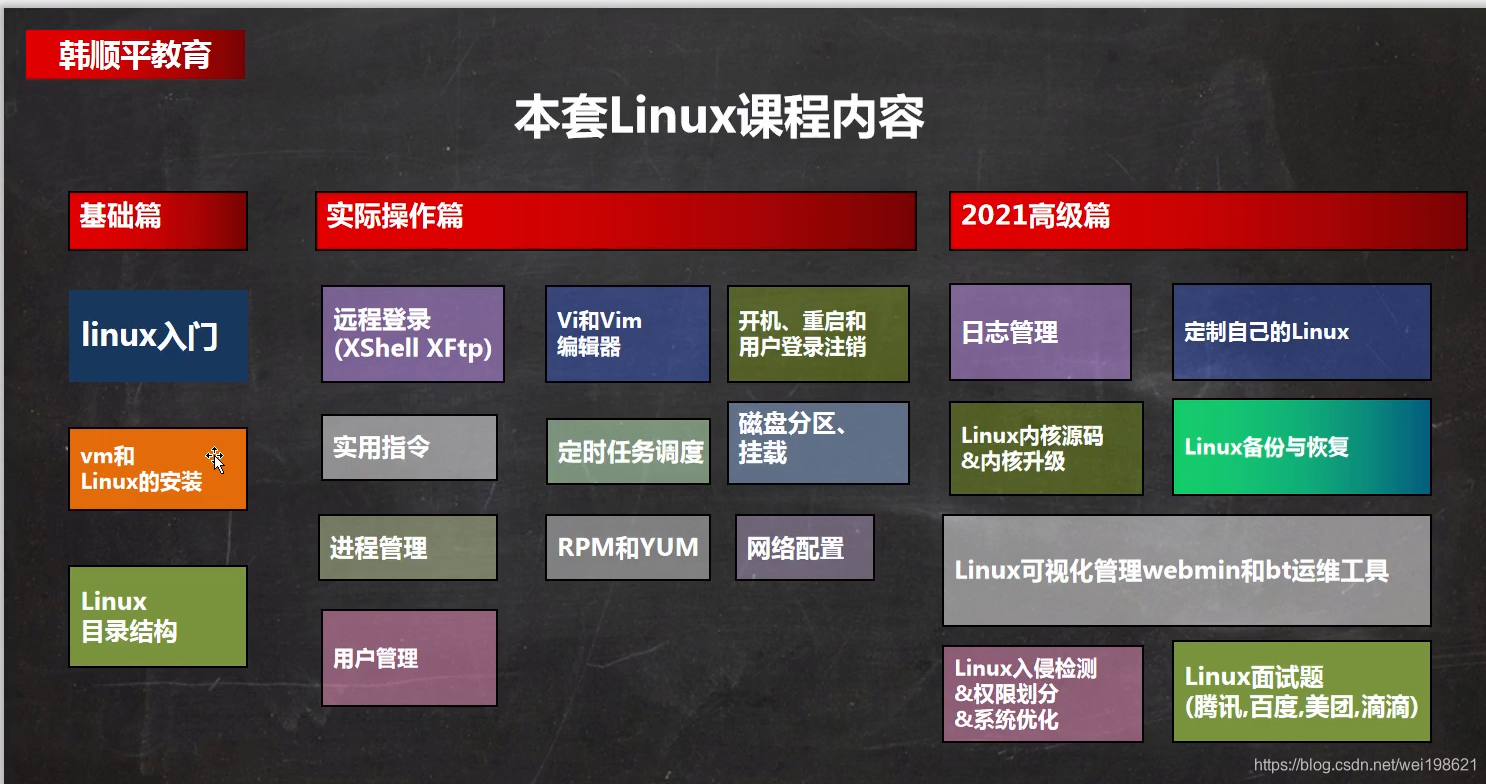 韩顺平教育
本套Linux课程内容
基础篇
linux入门
vm和
Linux的安装
Linux
目录结构
实际操作篇
远程登录
(XShell XFtp)
Vi和Vim
编辑器
开机、重启和
用户登录注销
实用指令
定时任务调度
磁盘分区、
挂载
进程管理
RPM和YUM
网络配置
用户管理
2021高级篇
日志管理
定制自己的Linux
Linux内核源码
&内核升级
Linux备份与恢复
Linux可视化管理webmin和bt运维工具
Linux入侵检测
&权限划分
&系统优化
Linux面试题
(腾讯,百度,美团,滴滴)
https://blog.csdn.net/wei198621